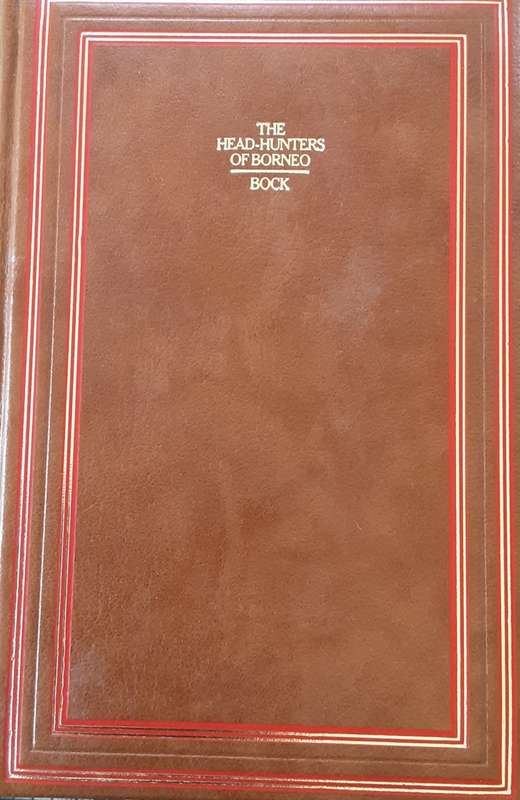 THE
HEAD-HUNTERS
OF BORNEO
BOCK